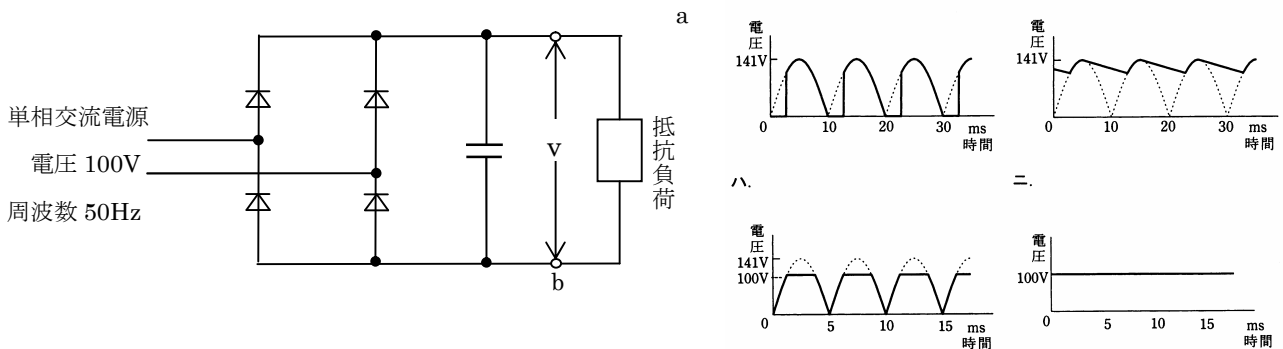 単相交流電源
電圧 100V
周波数 50Hz
a
v
b
抵抗負荷
電圧
141V
0 10 20 30 ms
時間
電圧
141V
0 10 20 30 ms
時間
ハ.
電圧
141V
100V
0 5 10 15 ms
時間
ニ.
電圧
100V
0 5 10 15 ms
時間